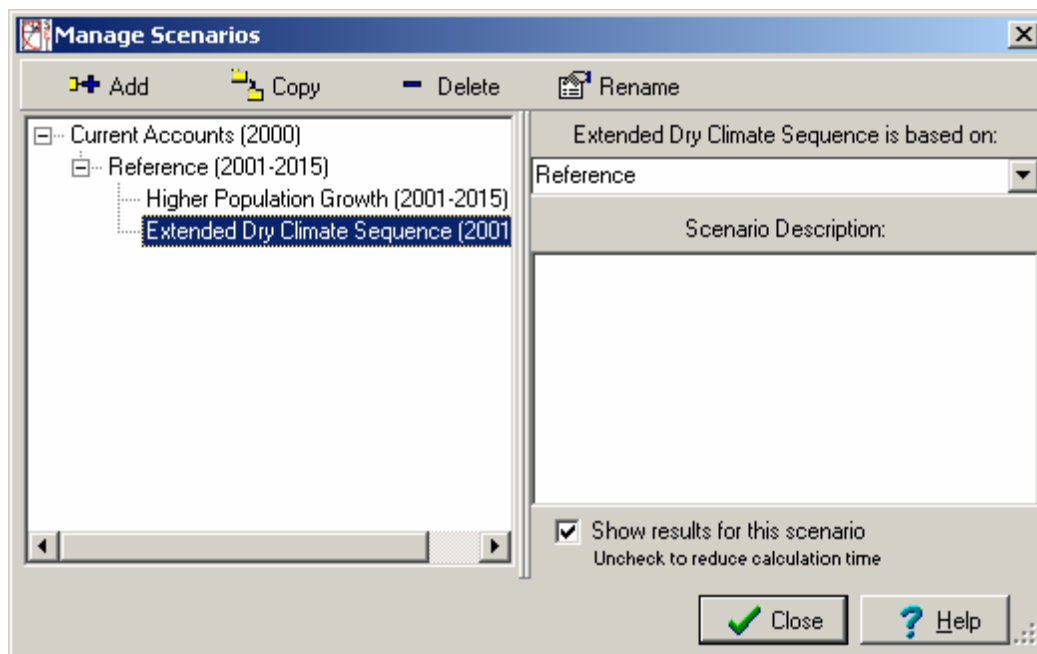 Manage Scenarios
Add Copy Delete Rename
Current Accounts (2000)
Reference (2001-2015)
Higher Population Growth (2001-2015)
Extended Dry Climate Sequence (2001
Extended Dry Climate Sequence is based on:
Reference
Scenario Description:
Show results for this scenario
Uncheck to reduce calculation time
Close Help